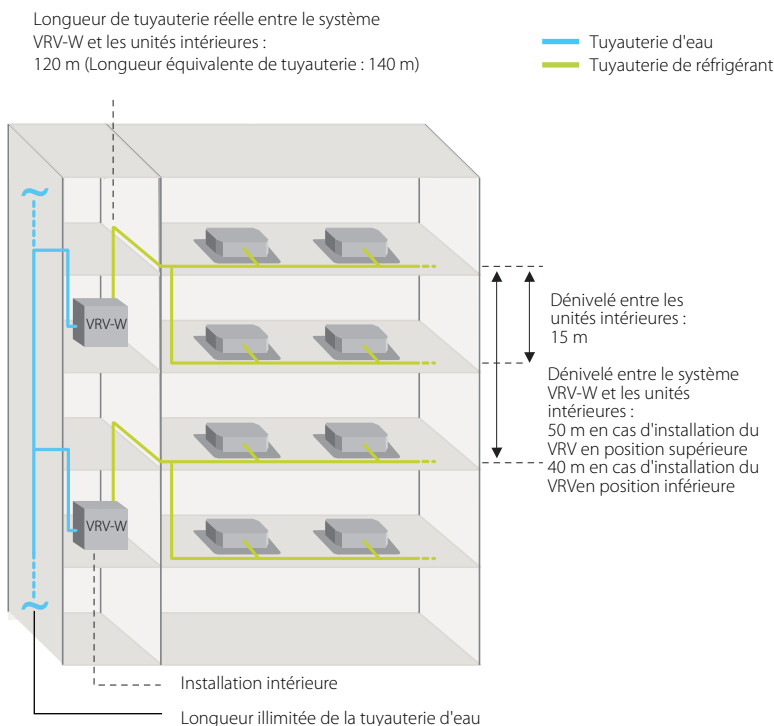 Longueur de tuyauterie réelle entre le système
VRV-W et les unités intérieures :
120 m (Longueur équivalente de tuyauterie : 140 m)
Tuyauterie d'eau
Tuyauterie de réfrigérant
VRV-W
Dénivelé entre les
unités intérieures :
15 m
Dénivelé entre le système
VRV-W et les unités
intérieures :
50 m en cas d'installation du
VRV en position supérieure
40 m en cas d'installation du
VRVen position inférieure
VRV-W
Installation intérieure
Longueur illimitée de la tuyauterie d'eau